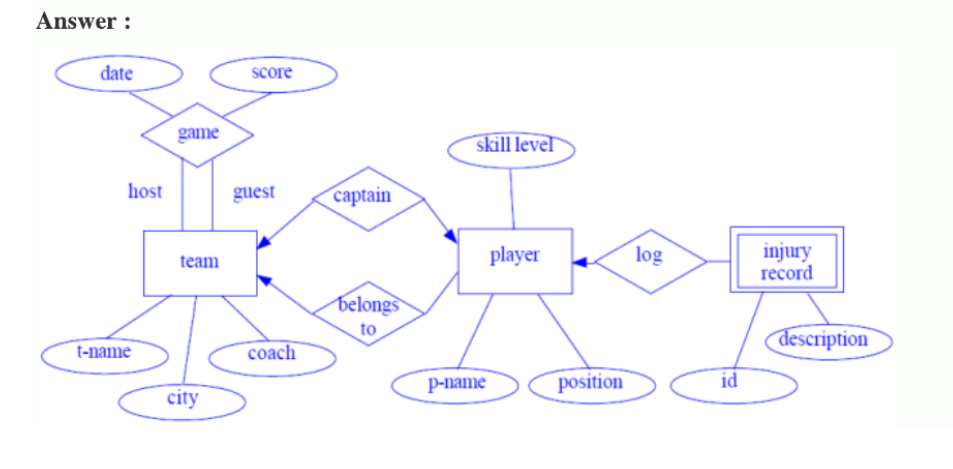 Answer :
date
score
game
skill level
host
guest
captain
team
player
log
injury
record
belongs
to
t-name
coach
description
p-name
position
id
city